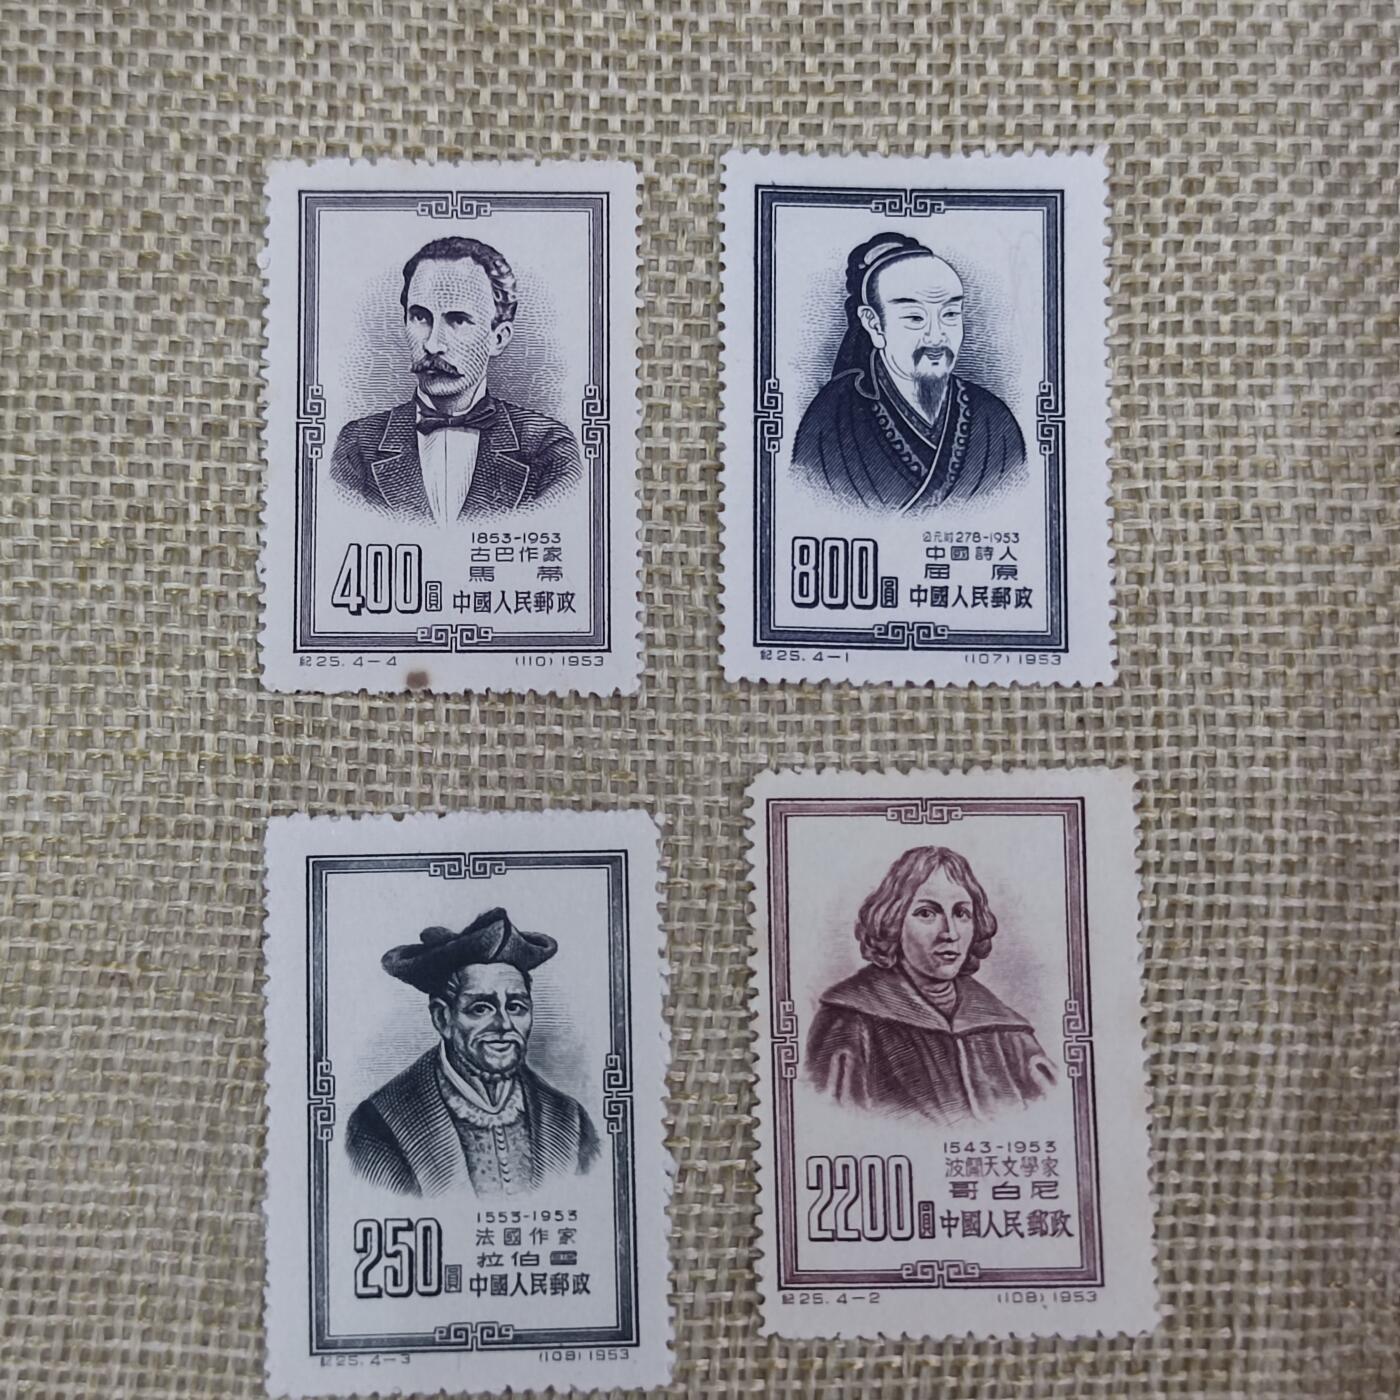 1853-1953
古巴作家
馬蒂
400圓 中國人民郵政
紀25.4-4 (110) 1953
公元前278-1953
中國詩人
屈原
800圓 中國人民郵政
紀25.4-1 (107) 1953
1553-1953
法國作家
拉伯雷
250圓 中國人民郵政
紀25.4-3 (109) 1953
1543-1953
波蘭天文學家
哥白尼
2200圓 中國人民郵政
紀25.4-2 (108) 1953